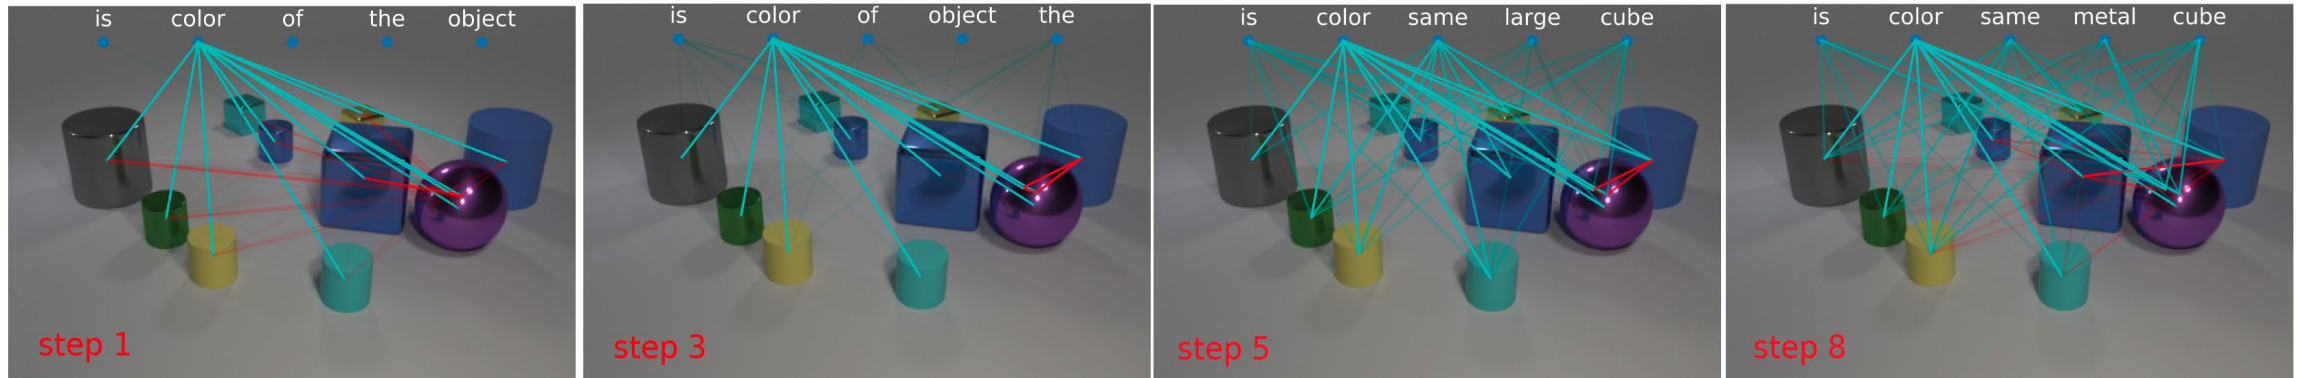 is color of the object
step 1
is color of object the
step 3
is color same large cube
step 5
is color same metal cube
step 8